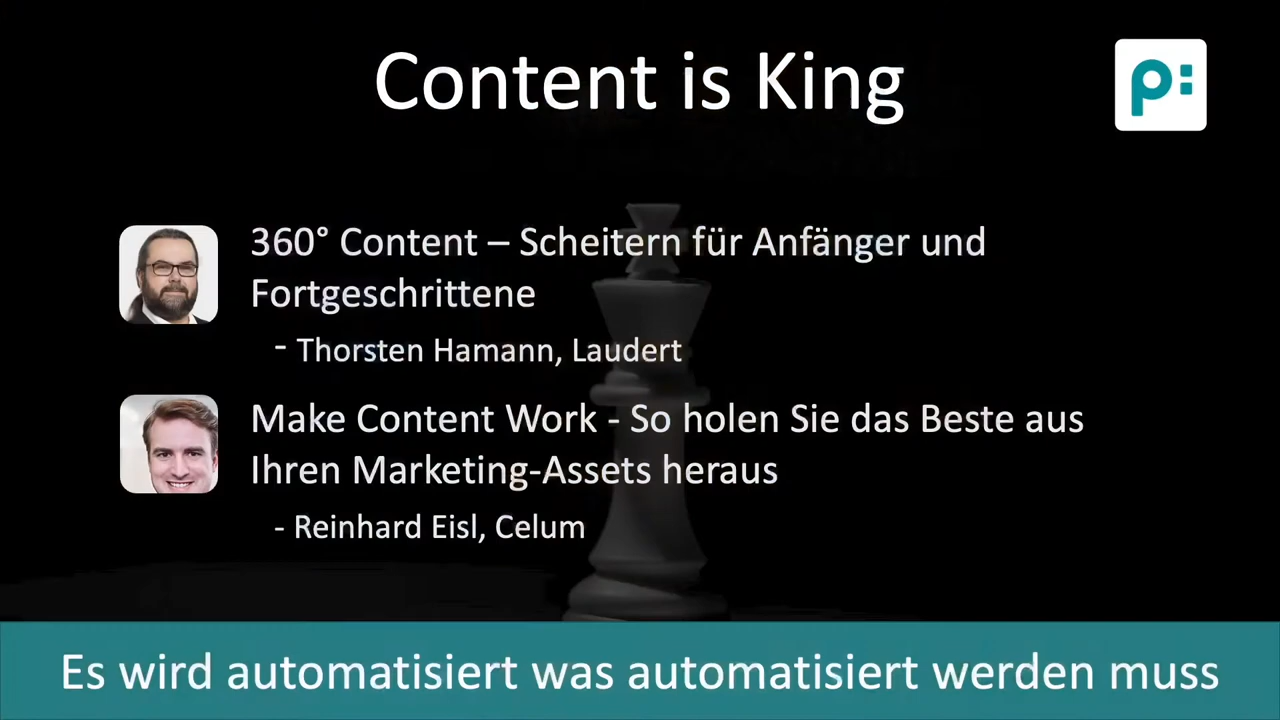 Content is King
p:
360° Content – Scheitern für Anfänger und
Fortgeschrittene
- Thorsten Hamann, Laudert
Make Content Work - So holen Sie das Beste aus
Ihren Marketing-Assets heraus
- Reinhard Eisl, Celum
Es wird automatisiert was automatisiert werden muss